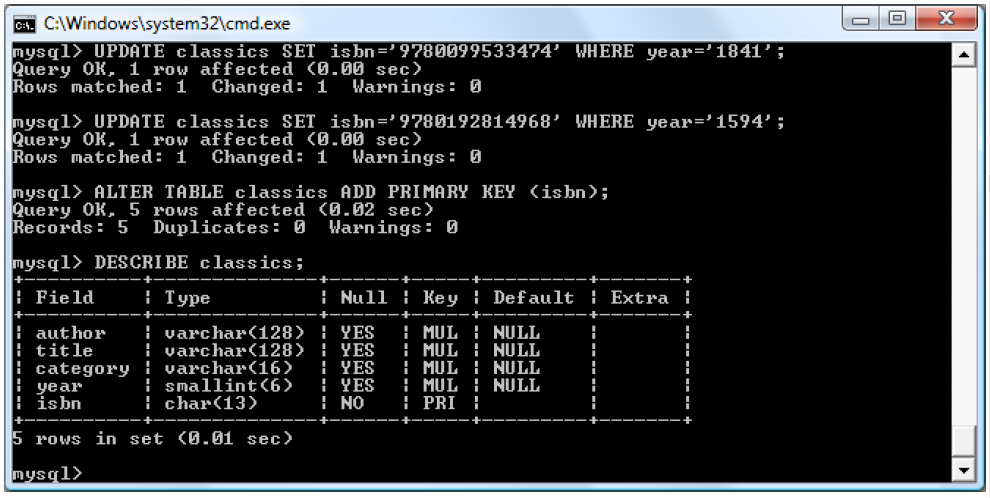 C:\Windows\system32\cmd.exe
mysql> UPDATE classics SET isbn='9780099533474' WHERE year='1841';
Query OK, 1 row affected (0.00 sec)
Rows matched: 1  Changed: 1  Warnings: 0
mysql> UPDATE classics SET isbn='9780192814968' WHERE year='1594';
Query OK, 1 row affected (0.00 sec)
Rows matched: 1  Changed: 1  Warnings: 0
mysql> ALTER TABLE classics ADD PRIMARY KEY (isbn);
Query OK, 5 rows affected (0.02 sec)
Records: 5  Duplicates: 0  Warnings: 0
mysql> DESCRIBE classics;
+----------+--------------+------+-----+---------+-------+
| Field    | Type         | Null | Key | Default | Extra |
+----------+--------------+------+-----+---------+-------+
| author   | varchar(128) | YES  | MUL | NULL    |       |
| title    | varchar(128) | YES  | MUL | NULL    |       |
| category | varchar(16)  | YES  | MUL | NULL    |       |
| year     | smallint(6)  | YES  | MUL | NULL    |       |
| isbn     | char(13)     | NO   | PRI |         |       |
+----------+--------------+------+-----+---------+-------+
5 rows in set (0.01 sec)
mysql>